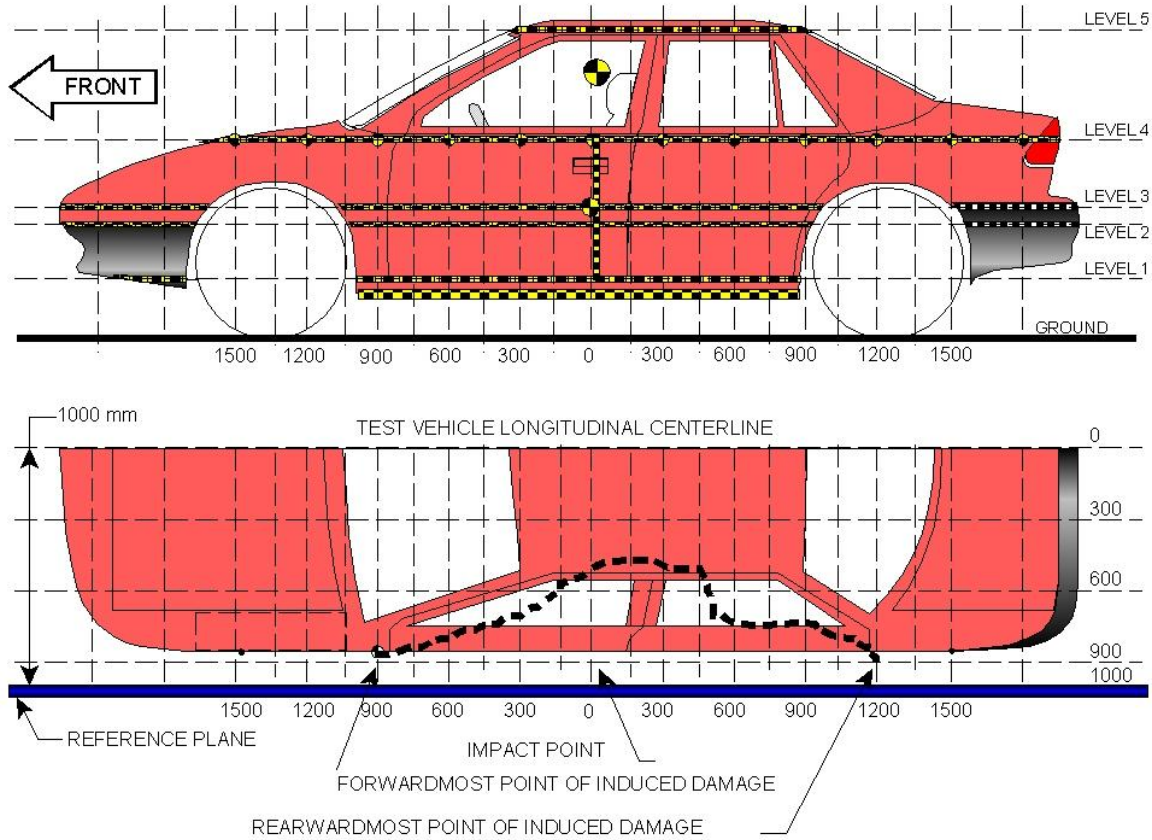 LEVEL 5
FRONT
LEVEL 4
LEVEL 3
LEVEL 2
LEVEL 1
GROUND
1500 1200 900 600 300 0 300 600 900 1200 1500
1000 mm
TEST VEHICLE LONGITUDINAL CENTERLINE
0
300
600
900
1000
1500 1200 900 600 300 0 300 600 900 1200 1500
REFERENCE PLANE
IMPACT POINT
FORWARDMOST POINT OF INDUCED DAMAGE
REARWARDMOST POINT OF INDUCED DAMAGE